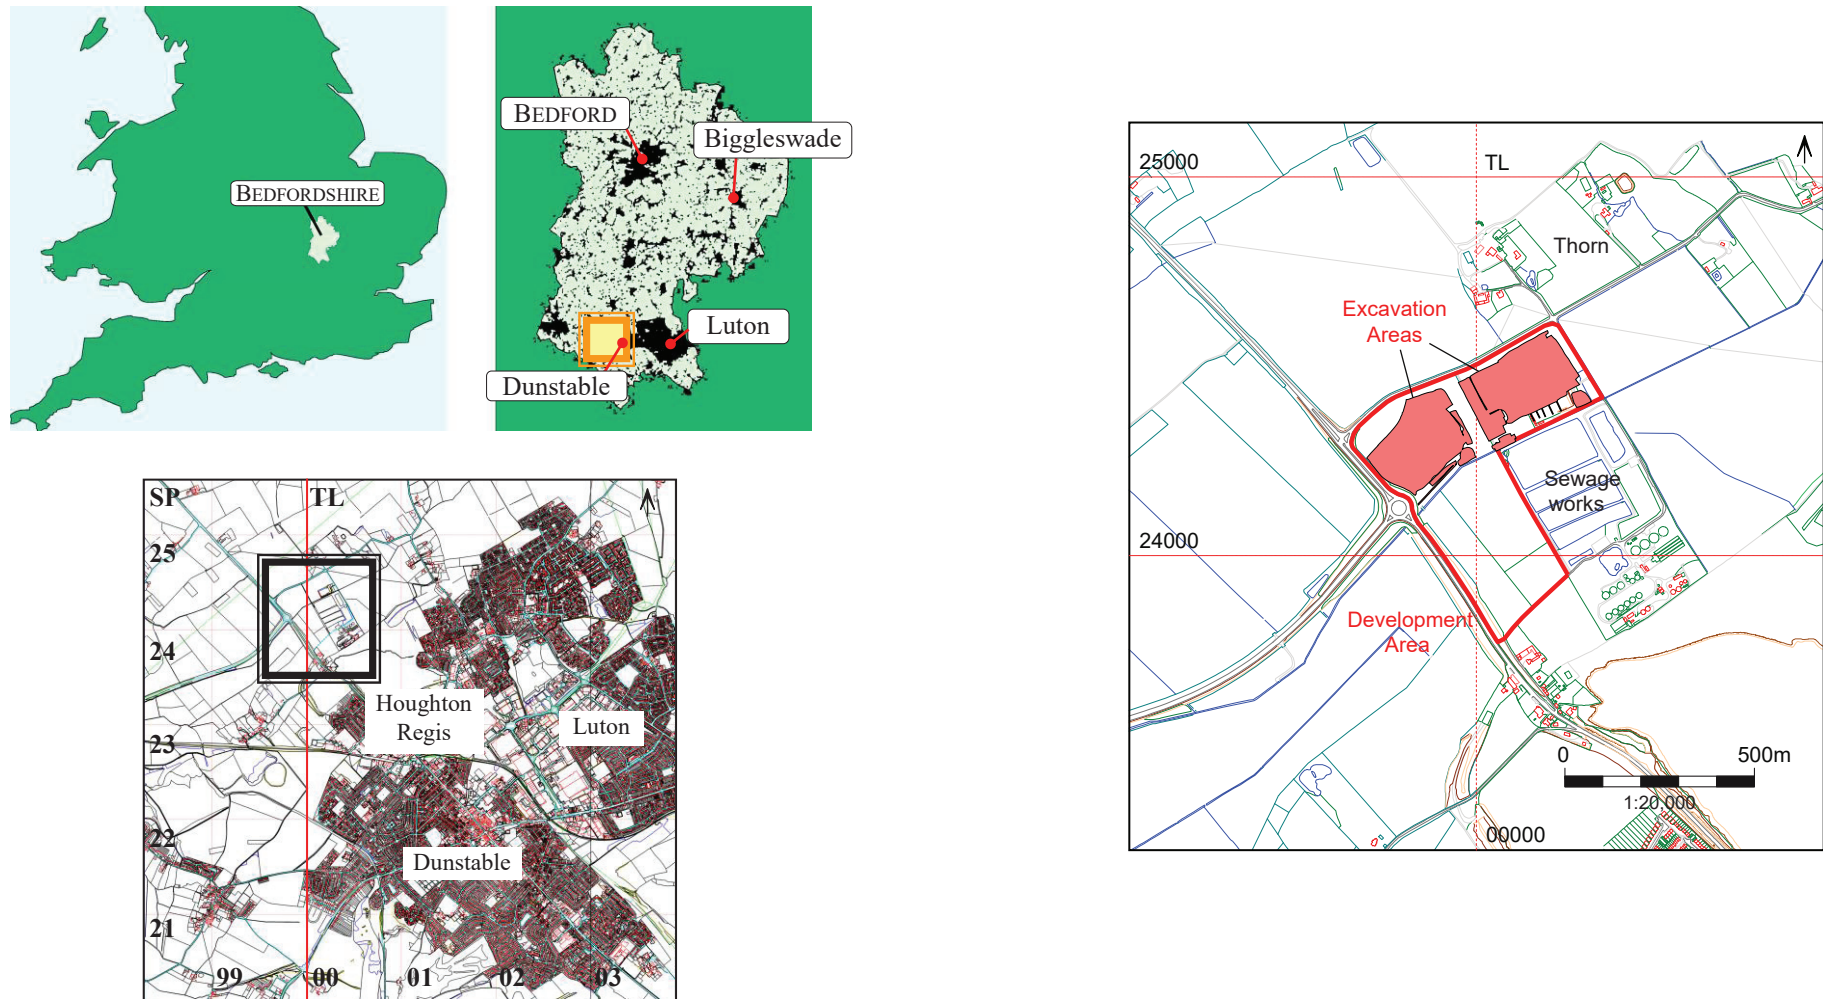 BEDFORDSHIRE
BEDFORD
Biggleswade
Luton
Dunstable
SP
TL
25
24
23
22
21
99
00
01
02
03
Houghton
Regis
Luton
Dunstable
25000
TL
Thorn
Excavation
Areas
Sewage
works
24000
Development
Area
0
500m
1:20,000
00000